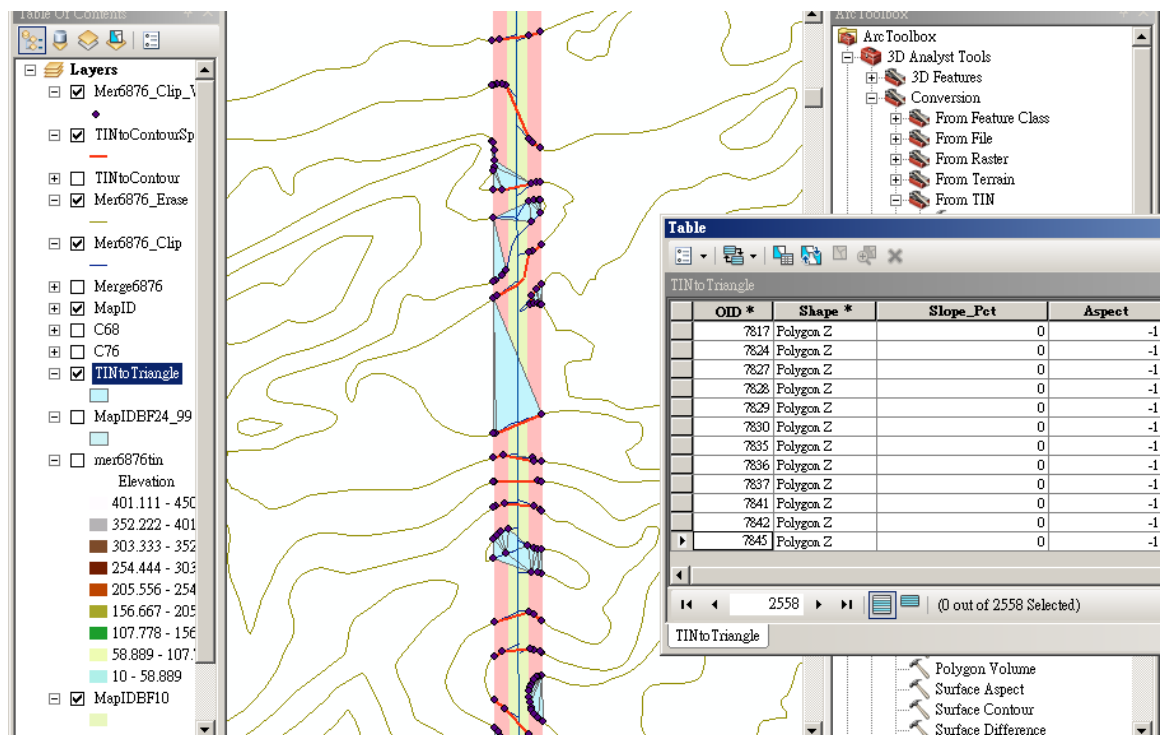 Table Of Contents
Layers
Mer6876_Clip_V
TINtoContourSp
TINtoContour
Mer6876_Erase
Mer6876_Clip
Merge6876
MapID
C68
C76
TINtoTriangle
MapIDBF24_99
mer6876tin
Elevation
401.111 - 450
352.222 - 401
303.333 - 352
254.444 - 303
205.556 - 254
156.667 - 205
107.778 - 156
58.889 - 107.7
10 - 58.889
MapIDBF10
ArcToolbox
ArcToolbox
3D Analyst Tools
3D Features
Conversion
From Feature Class
From File
From Raster
From Terrain
From TIN
Table
TINtoTriangle
OID * Shape * Slope_Pct Aspect
7817 Polygon Z 0 -1
7824 Polygon Z 0 -1
7827 Polygon Z 0 -1
7828 Polygon Z 0 -1
7829 Polygon Z 0 -1
7830 Polygon Z 0 -1
7835 Polygon Z 0 -1
7836 Polygon Z 0 -1
7837 Polygon Z 0 -1
7841 Polygon Z 0 -1
7842 Polygon Z 0 -1
7845 Polygon Z 0 -1
2558 (0 out of 2558 Selected)
TINtoTriangle
Polygon Volume
Surface Aspect
Surface Contour
Surface Difference